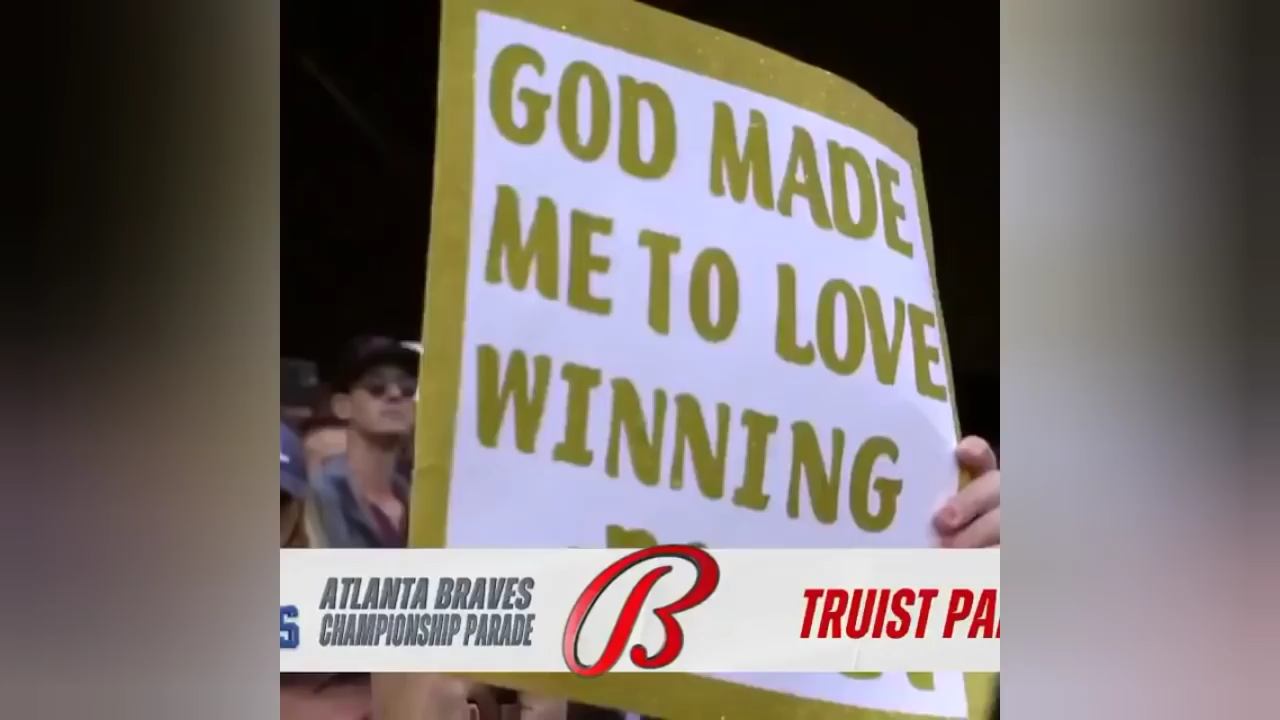 GOD MADE
ME TO LOVE
WINNING
ATLANTA BRAVES
CHAMPIONSHIP PARADE
B
TRUIST PA